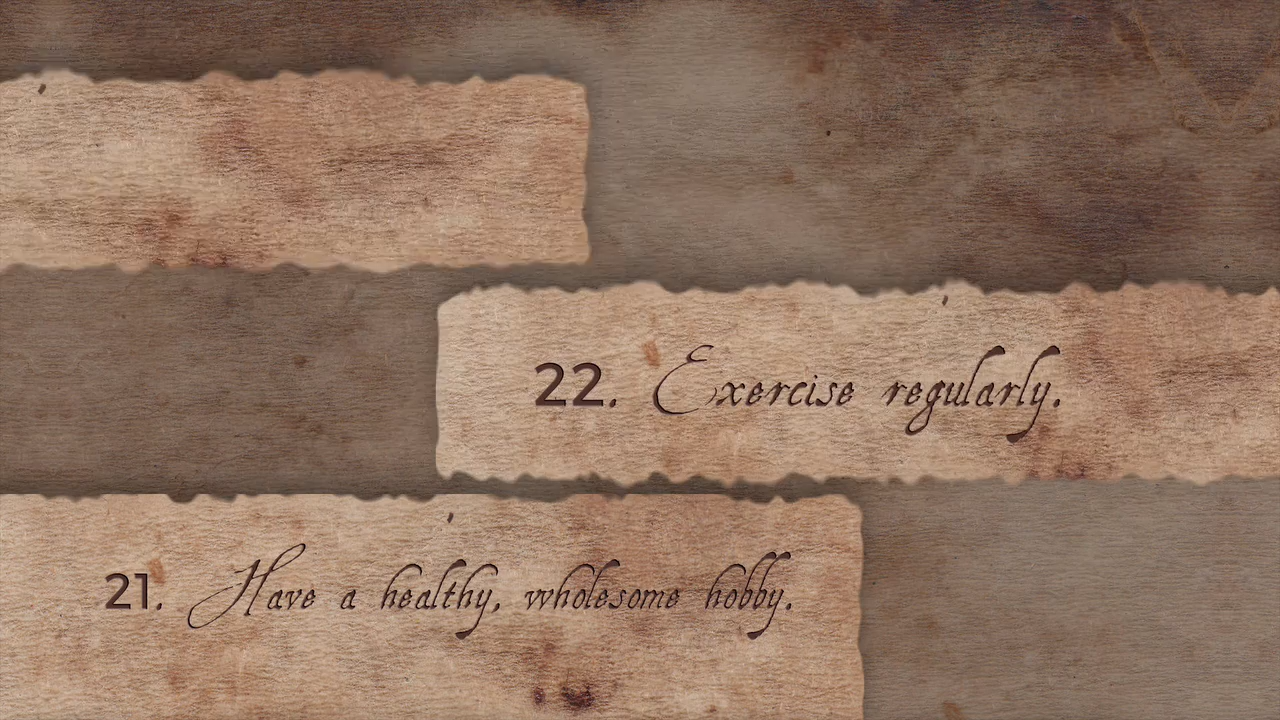 22. Exercise regularly.
21. Have a healthy, wholesome hobby.